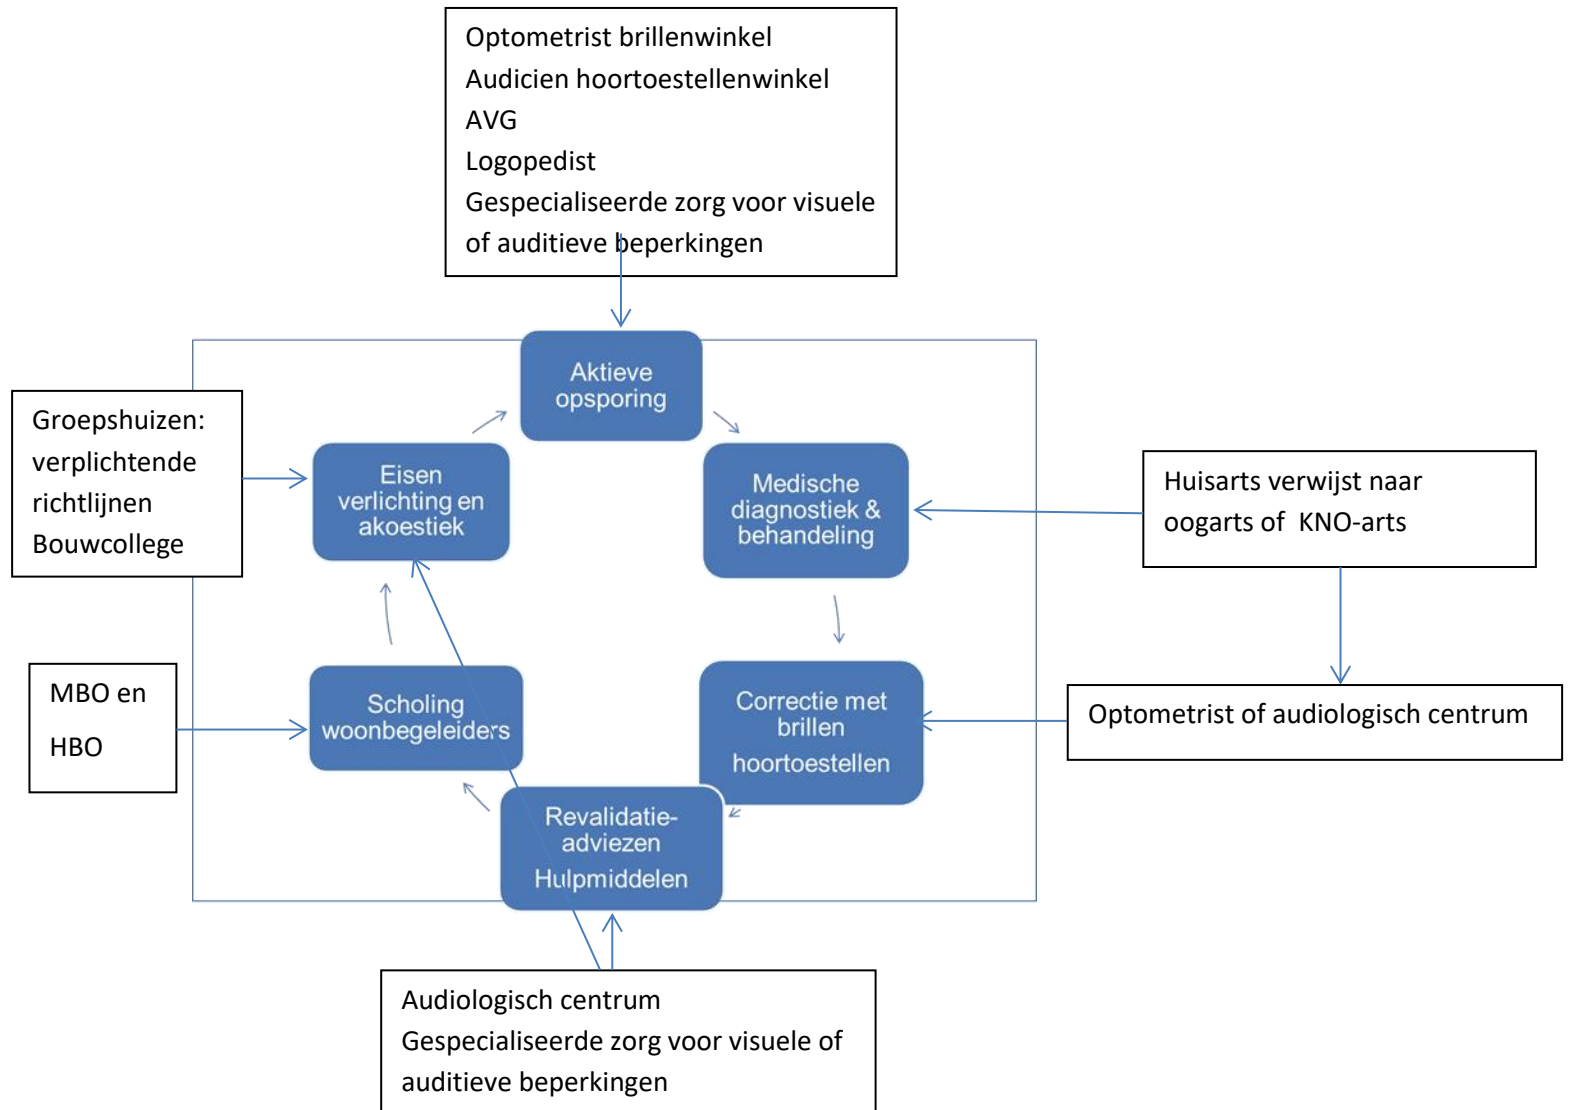 Optometrist brillenwinkel
Audicien hoortoestellenwinkel
AVG
Logopedist
Gespecialiseerde zorg voor visuele
of auditieve beperkingen
Aktieve
opsporing
Groepshuizen:
verplichtende
richtlijnen
Bouwcollege
Eisen
verlichting en
akoestiek
Medische
diagnostiek &
behandeling
Huisarts verwijst naar
oogarts of KNO-arts
MBO en
HBO
Scholing
woonbegeleiders
Correctie met
brillen
hoortoestellen
Optometrist of audiologisch centrum
Revalidatie-
adviezen
Hulpmiddelen
Audiologisch centrum
Gespecialiseerde zorg voor visuele of
auditieve beperkingen